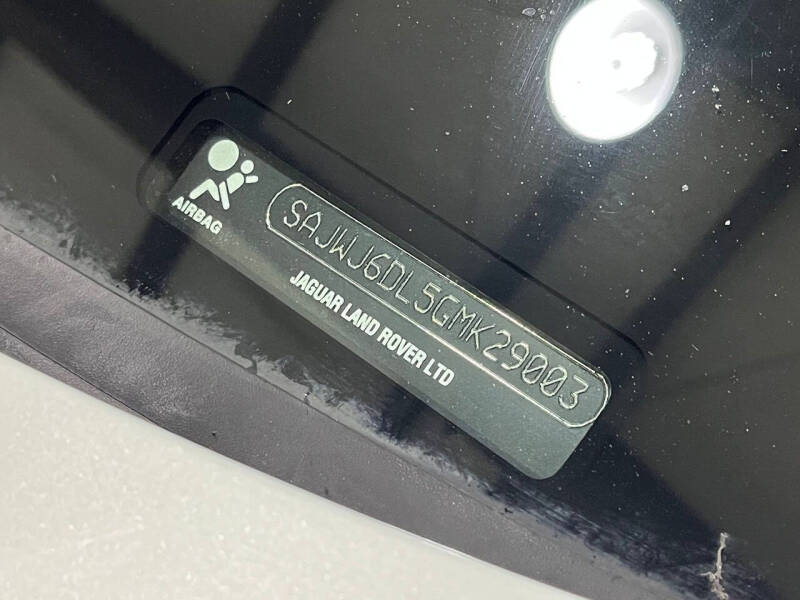 AIRBAG
SAJWJ6DL5GMK29003
JAGUAR LAND ROVER LTD